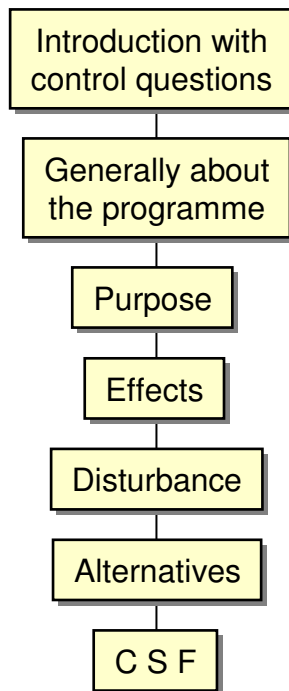 Introduction with
control questions
Generally about
the programme
Purpose
Effects
Disturbance
Alternatives
C S F